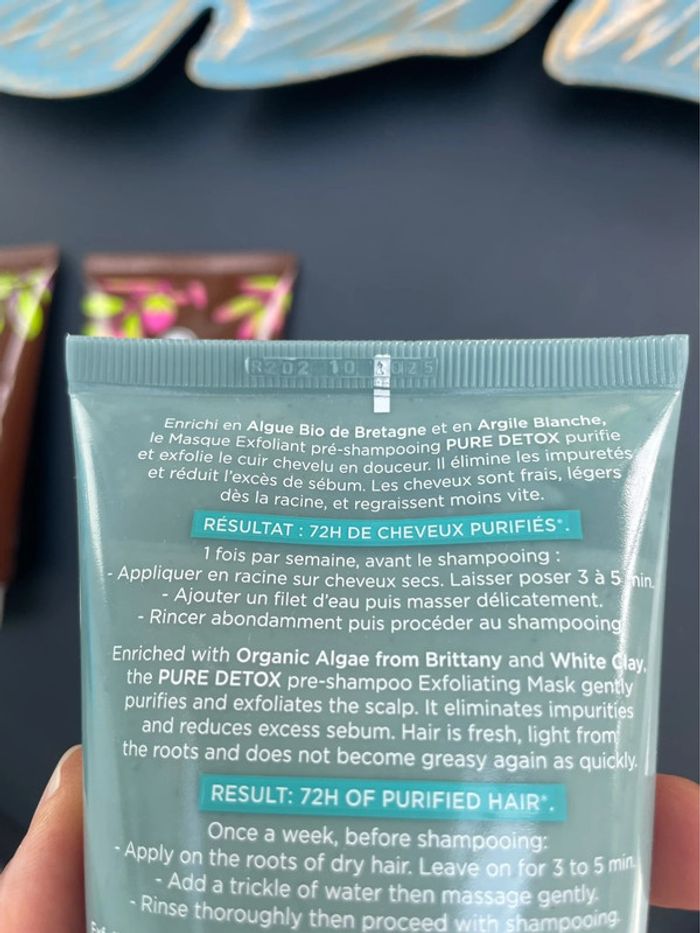 Enrichi en Algue Bio de Bretagne et en Argile Blanche,
le Masque Exfoliant pré-shampooing PURE DETOX purifie
et exfolie le cuir chevelu en douceur. Il élimine les impuretés
et réduit l'excès de sébum. Les cheveux sont frais, légers
dès la racine, et regraissent moins vite.
RÉSULTAT : 72H DE CHEVEUX PURIFIÉS*.
1 fois par semaine, avant le shampooing :
- Appliquer en racine sur cheveux secs. Laisser poser 3 à 5 min.
- Ajouter un filet d'eau puis masser délicatement.
- Rincer abondamment puis procéder au shampooing
Enriched with Organic Algae from Brittany and White Clay,
the PURE DETOX pre-shampoo Exfoliating Mask gently
purifies and exfoliates the scalp. It eliminates impurities
and reduces excess sebum. Hair is fresh, light from
the roots and does not become greasy again as quickly.
RESULT: 72H OF PURIFIED HAIR*.
Once a week, before shampooing:
- Apply on the roots of dry hair. Leave on for 3 to 5 min.
- Add a trickle of water then massage gently.
- Rinse thoroughly then proceed with shampooing.